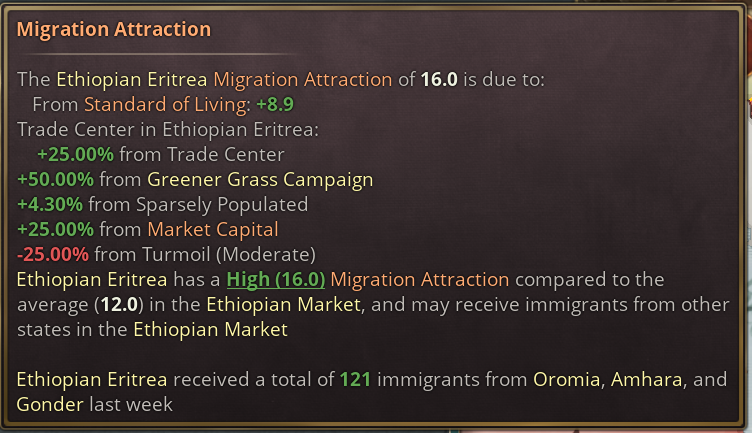 Migration Attraction
The Ethiopian Eritrea Migration Attraction of 16.0 is due to:
From Standard of Living: +8.9
Trade Center in Ethiopian Eritrea:
+25.00% from Trade Center
+50.00% from Greener Grass Campaign
+4.30% from Sparsely Populated
+25.00% from Market Capital
-25.00% from Turmoil (Moderate)
Ethiopian Eritrea has a High (16.0) Migration Attraction compared to the
average (12.0) in the Ethiopian Market, and may receive immigrants from other
states in the Ethiopian Market
Ethiopian Eritrea received a total of 121 immigrants from Oromia, Amhara, and
Gonder last week